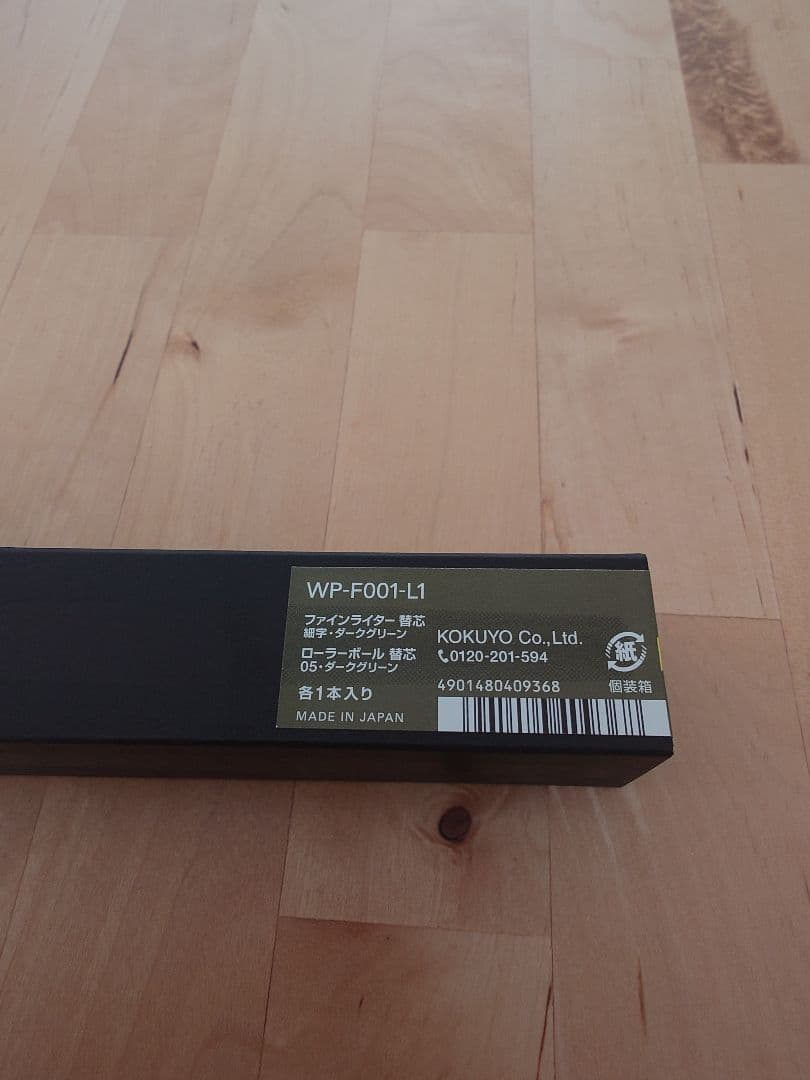 WP-F001-L1
ファインライター 替芯
細字・ダークグリーン
ローラーボール 替芯
05・ダークグリーン
各1本入り
MADE IN JAPAN
KOKUYO Co.,Ltd.
0120-201-594
4901480409368
紙
個装箱